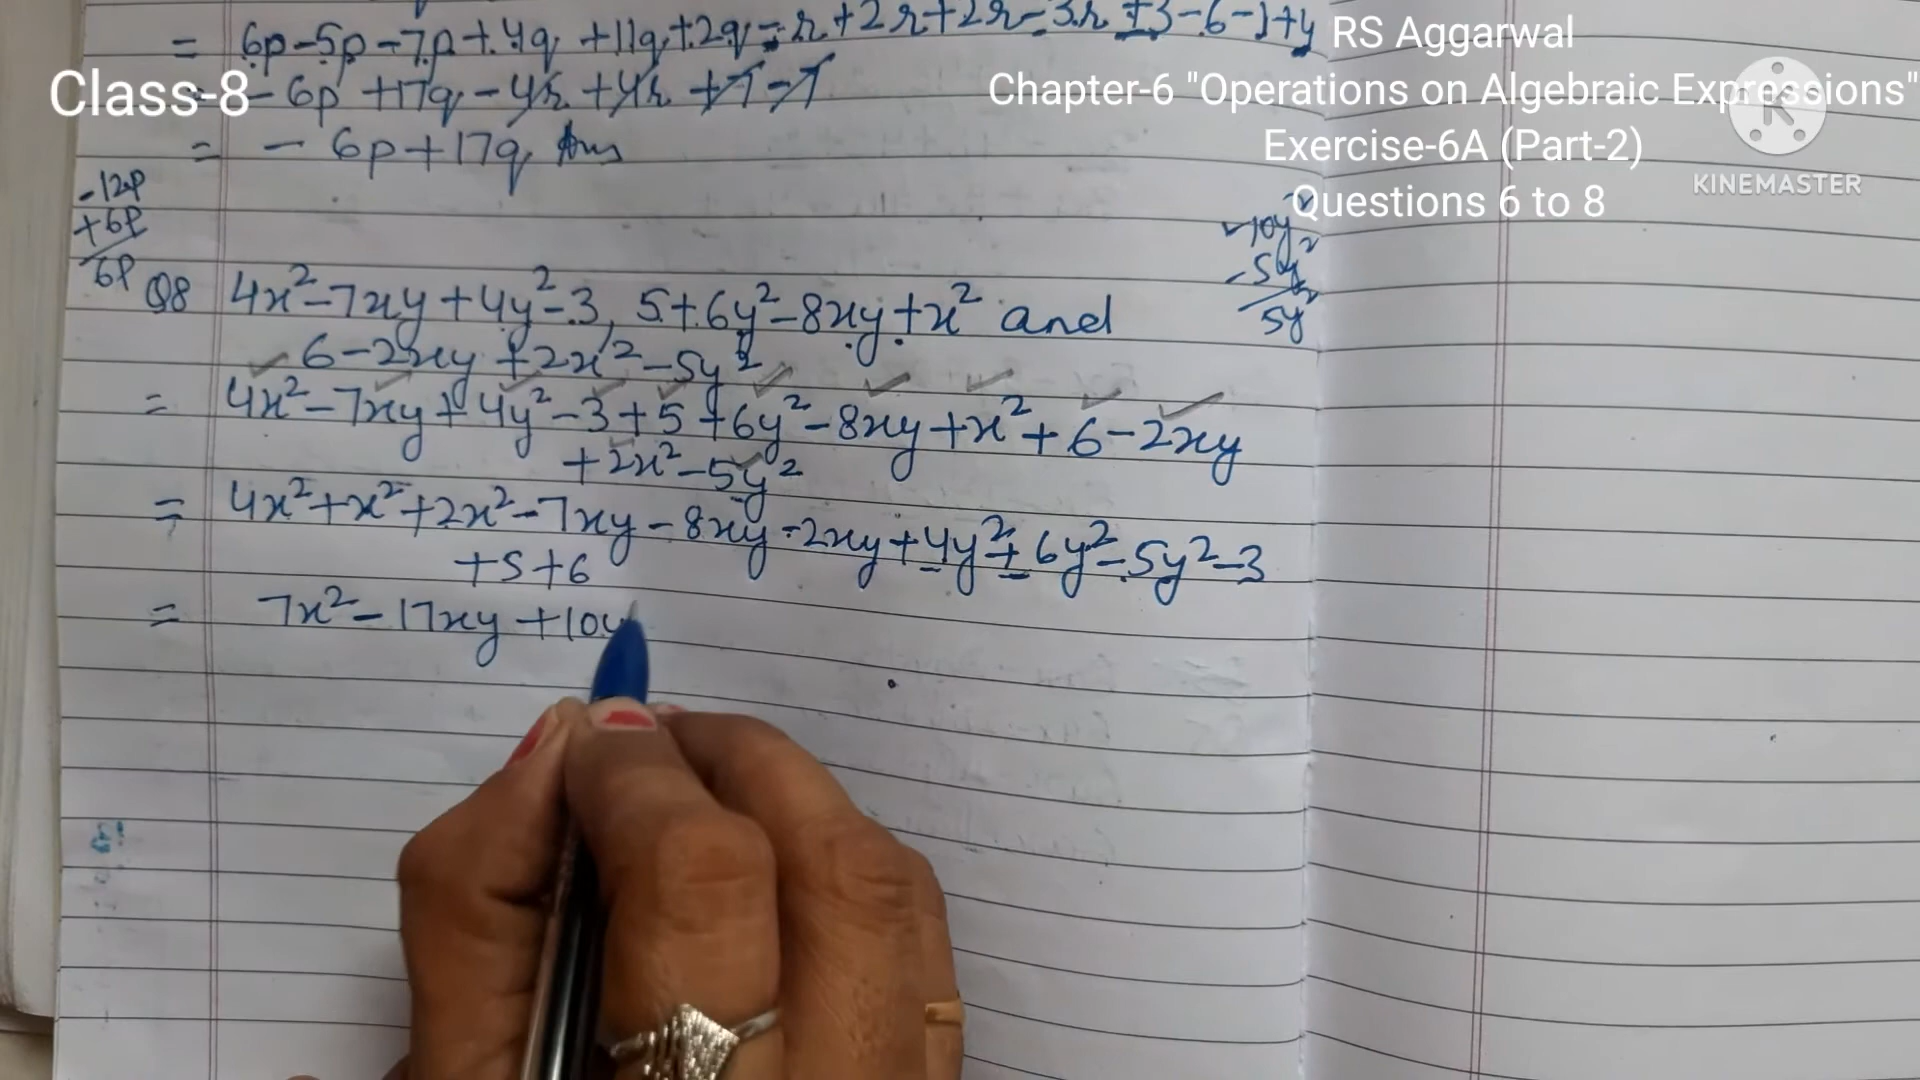 = 6p-5p-7p+4q+11q+2q-r+2r+2r-3r+3-6-1+4
= -6p+17q-4r+4r+7-7
= -6p+17q Ans
Class-8
RS Aggarwal
Chapter-6 "Operations on Algebraic Expressions"
Exercise-6A (Part-2)
Questions 6 to 8
KINEMASTER
-12p
+6p
6p
10y²
-5y²
5y²
Q8 4x²-7xy+4y²-3, 5+6y²-8xy+x² and
6-2xy+2x²-5y²
= 4x²-7xy+4y²-3+5+6y²-8xy+x²+6-2xy
+2x²-5y²
= 4x²+x²+2x²-7xy-8xy-2xy+4y²+6y²-5y²-3
+5+6
= 7x²-17xy+10y